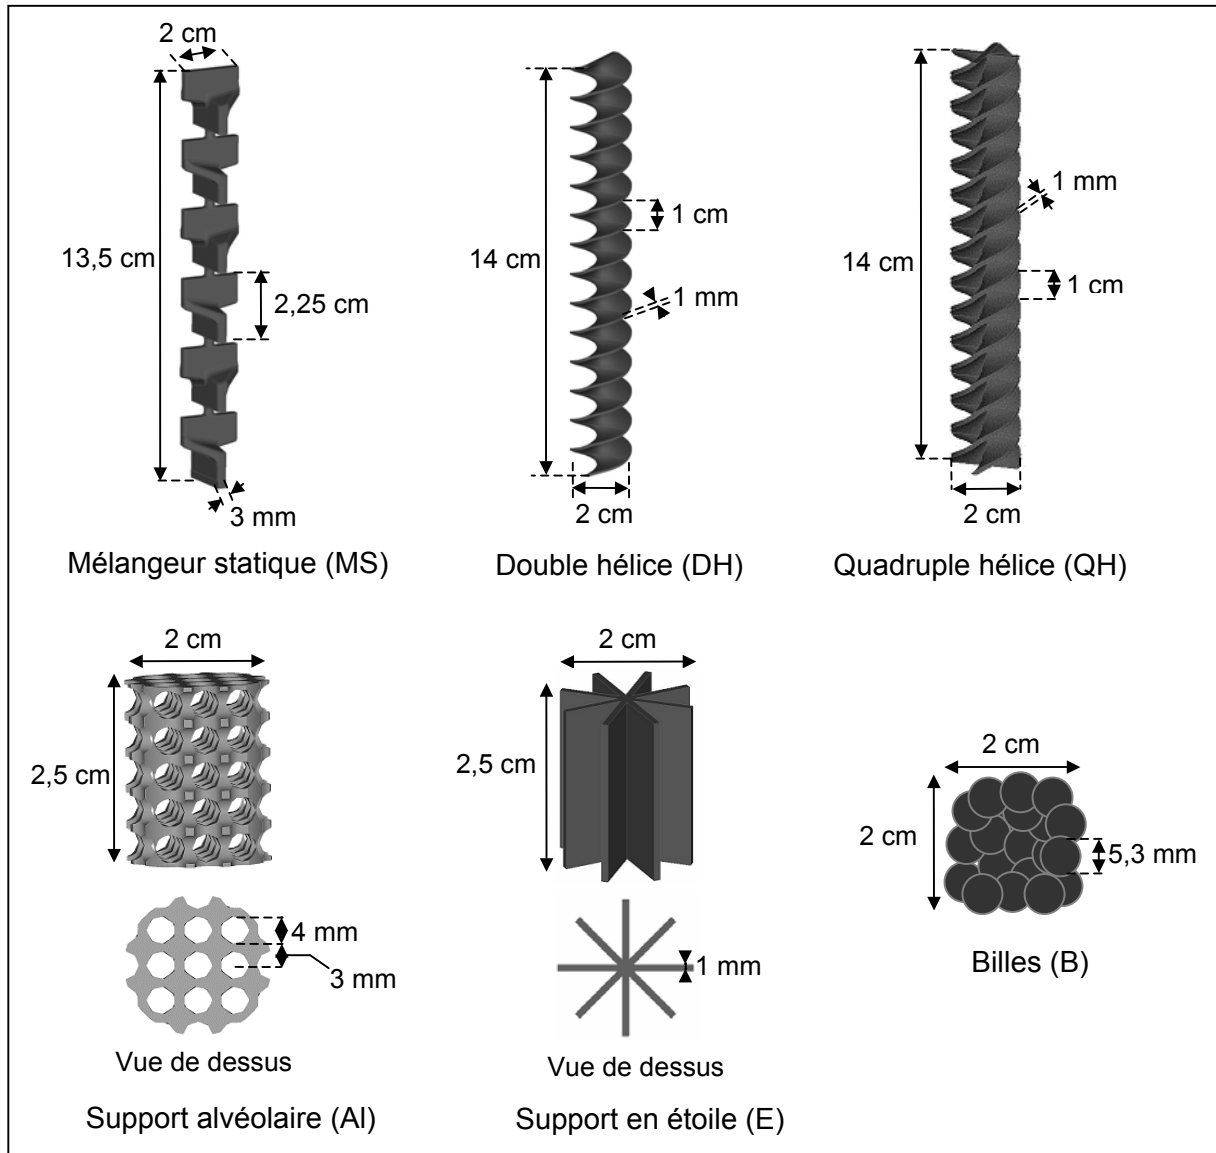 2 cm
13,5 cm
2,25 cm
3 mm
Mélangeur statique (MS)
14 cm
1 cm
1 mm
2 cm
Double hélice (DH)
14 cm
1 mm
1 cm
2 cm
Quadruple hélice (QH)
2 cm
2,5 cm
4 mm
3 mm
Vue de dessus
Support alvéolaire (Al)
2 cm
2,5 cm
1 mm
Vue de dessus
Support en étoile (E)
2 cm
2 cm
5,3 mm
Billes (B)